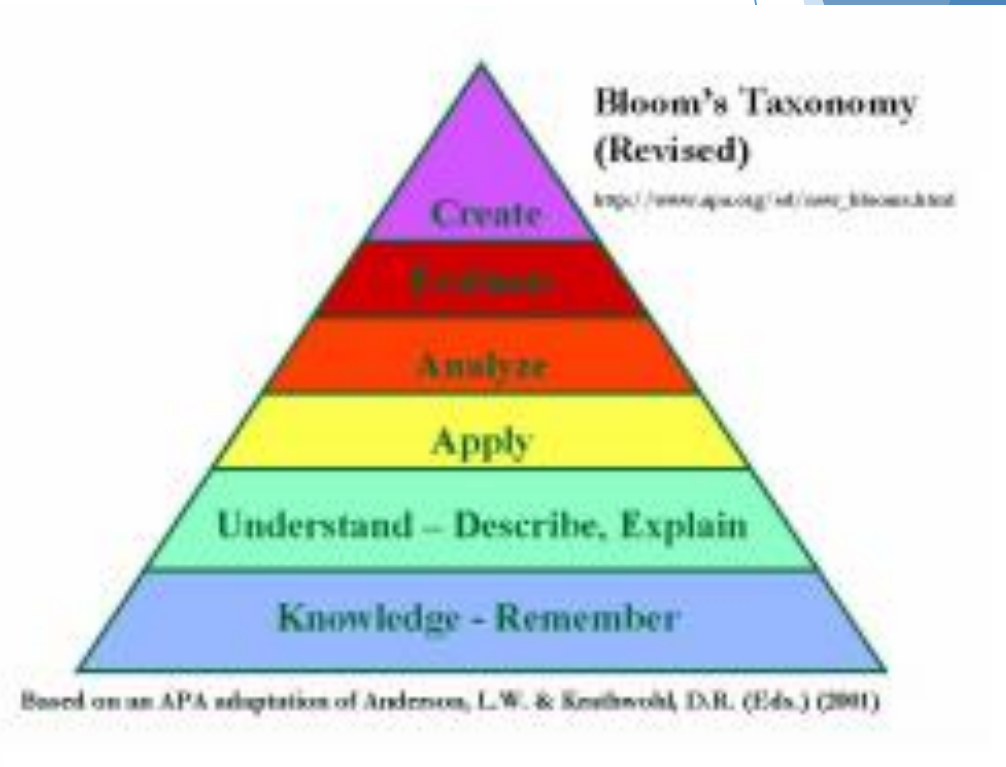 Bloom's Taxonomy
(Revised)
Create
Evaluate
Analyze
Apply
Understand – Describe, Explain
Knowledge - Remember
Based on an APA adaptation of Anderson, L.W. & Krathwohl, D.R. (Eds.) (2001)